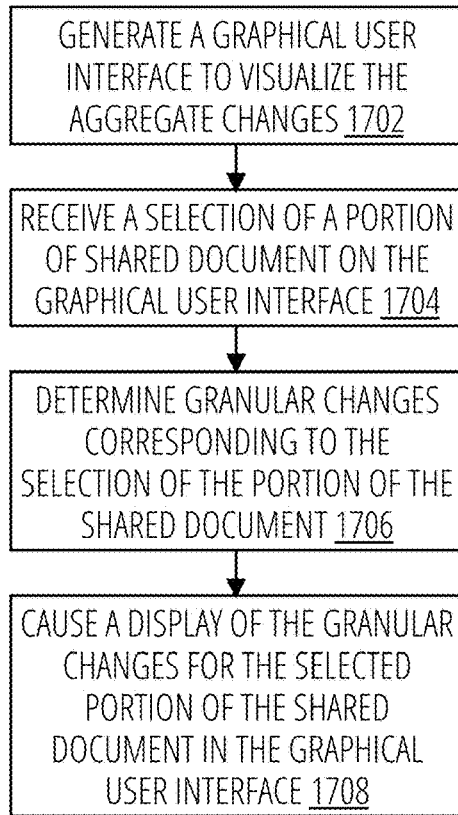 GENERATE A GRAPHICAL USER
INTERFACE TO VISUALIZE THE
AGGREGATE CHANGES 1702
RECEIVE A SELECTION OF A PORTION
OF SHARED DOCUMENT ON THE
GRAPHICAL USER INTERFACE 1704
DETERMINE GRANULAR CHANGES
CORRESPONDING TO THE
SELECTION OF THE PORTION OF THE
SHARED DOCUMENT 1706
CAUSE A DISPLAY OF THE GRANULAR
CHANGES FOR THE SELECTED
PORTION OF THE SHARED
DOCUMENT IN THE GRAPHICAL
USER INTERFACE 1708